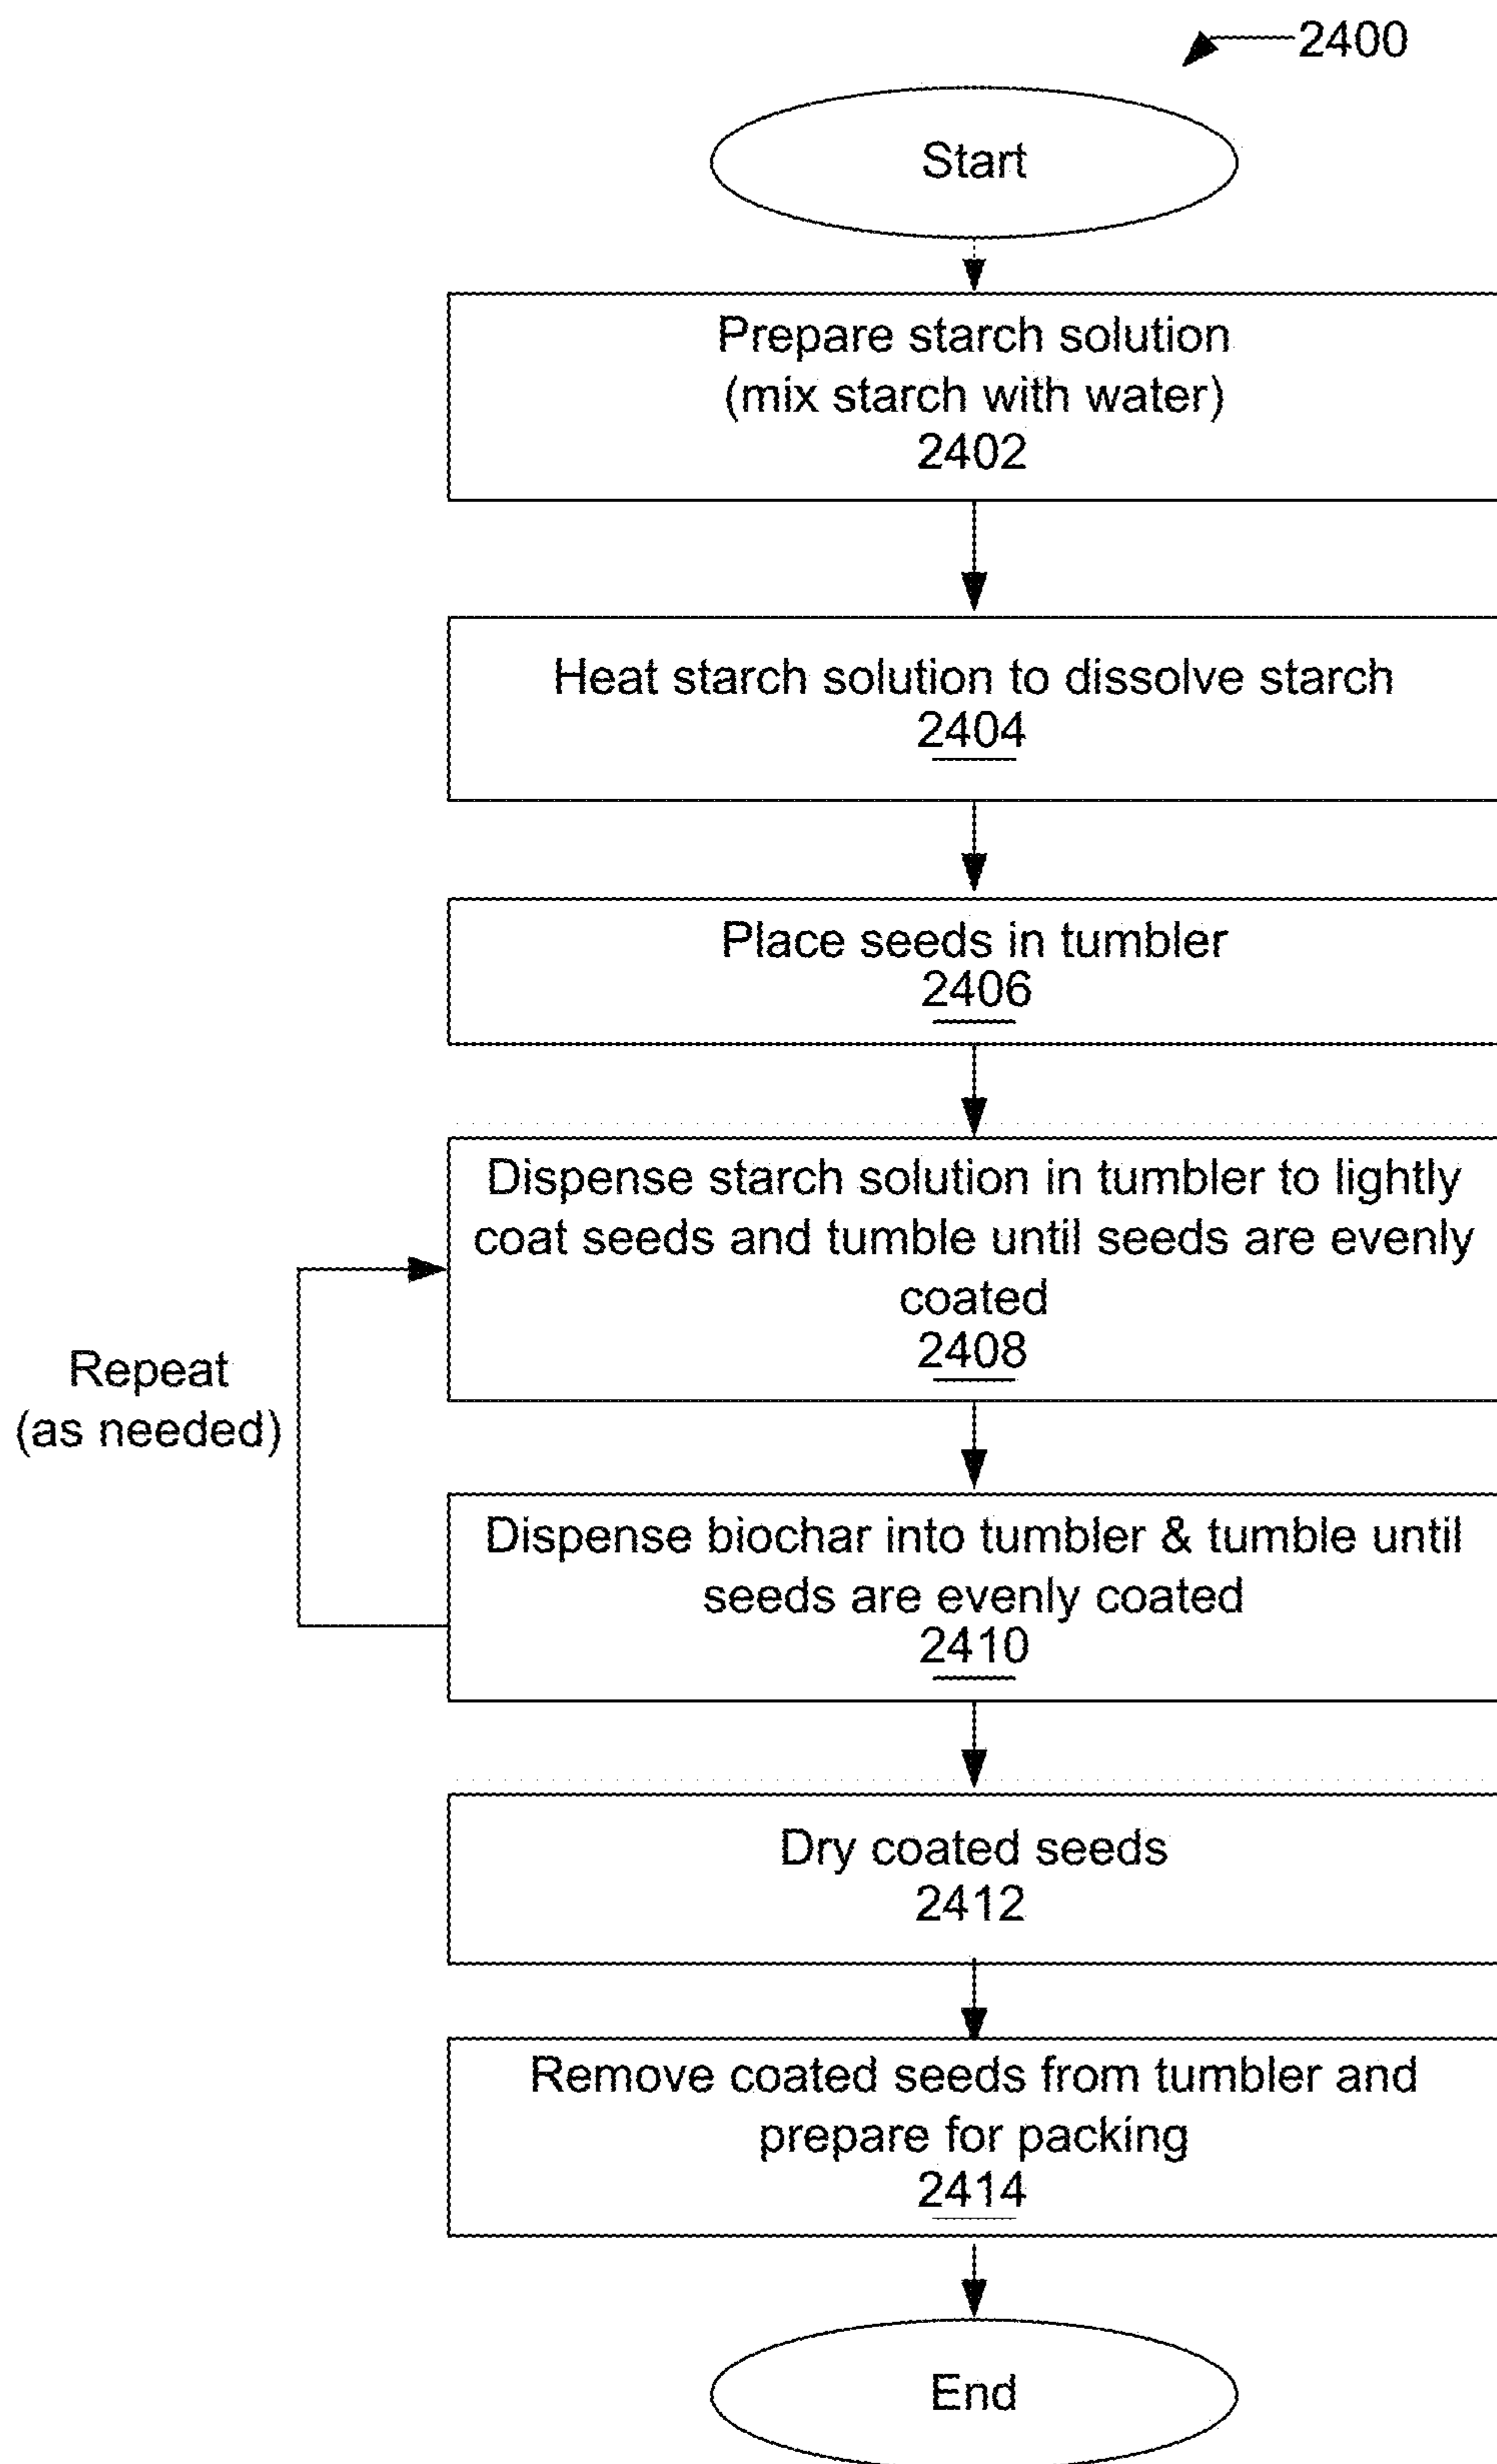 2400
Start
Prepare starch solution
(mix starch with water)
2402
Heat starch solution to dissolve starch
2404
Place seeds in tumbler
2406
Dispense starch solution in tumbler to lightly
coat seeds and tumble until seeds are evenly
coated
2408
Repeat
(as needed)
Dispense biochar into tumbler & tumble until
seeds are evenly coated
2410
Dry coated seeds
2412
Remove coated seeds from tumbler and
prepare for packing
2414
End